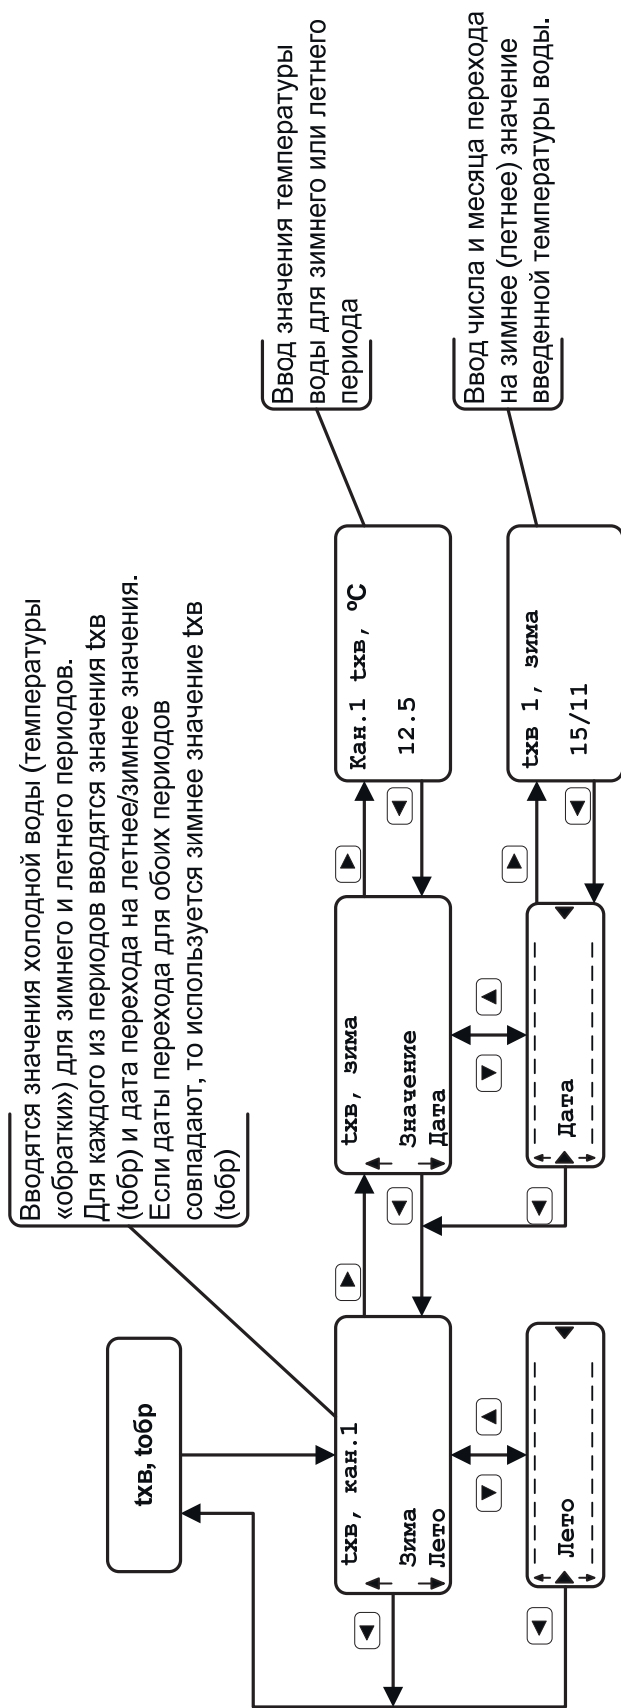 Вводятся значения холодной воды (температуры
«обратки») для зимнего и летнего периодов.
Для каждого из периодов вводятся значения tхв
(tобр) и дата перехода на летнее/зимнее значения.
Если даты перехода для обоих периодов
совпадают, то используется зимнее значение tхв
(tобр)
tхв, tобр
tхв, кан.1
Зима
Лето
Лето
tхв, зима
Значение
Дата
Дата
Кан.1 tхв, ºС
12.5
tхв 1, зима
15/11
Ввод значения температуры
воды для зимнего или летнего
периода
Ввод числа и месяца перехода
на зимнее (летнее) значение
введенной температуры воды.